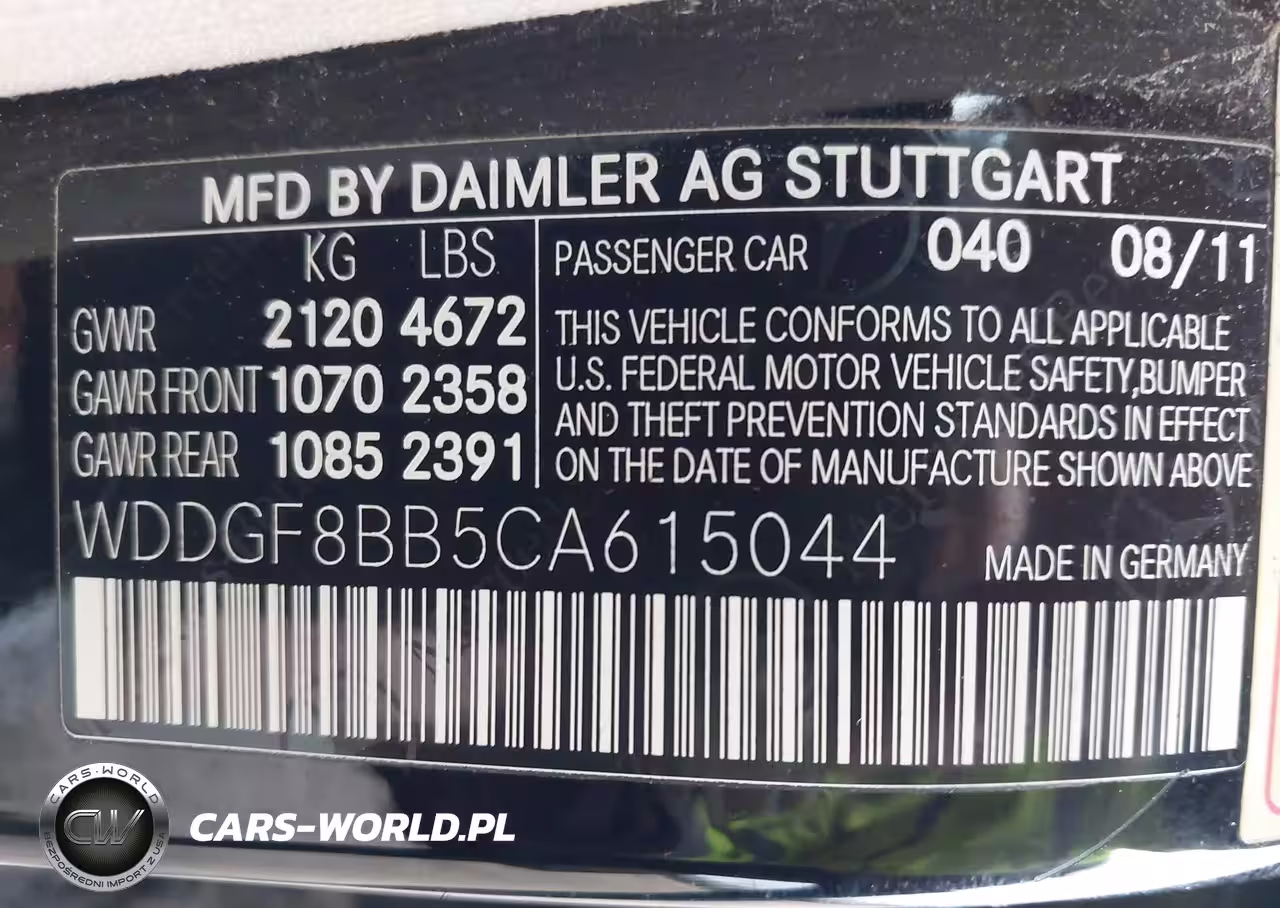 MFD BY DAIMLER AG STUTTGART
KG LBS
GVWR 2120 4672
GAWR FRONT 1070 2358
GAWR REAR 1085 2391
PASSENGER CAR 040 08/11
THIS VEHICLE CONFORMS TO ALL APPLICABLE
U.S. FEDERAL MOTOR VEHICLE SAFETY,BUMPER
AND THEFT PREVENTION STANDARDS IN EFFECT
ON THE DATE OF MANUFACTURE SHOWN ABOVE
WDDGF8BB5CA615044
MADE IN GERMANY
CARS-WORLD
CW
BEZPOŚREDNI IMPORT Z USA
CARS-WORLD.PL